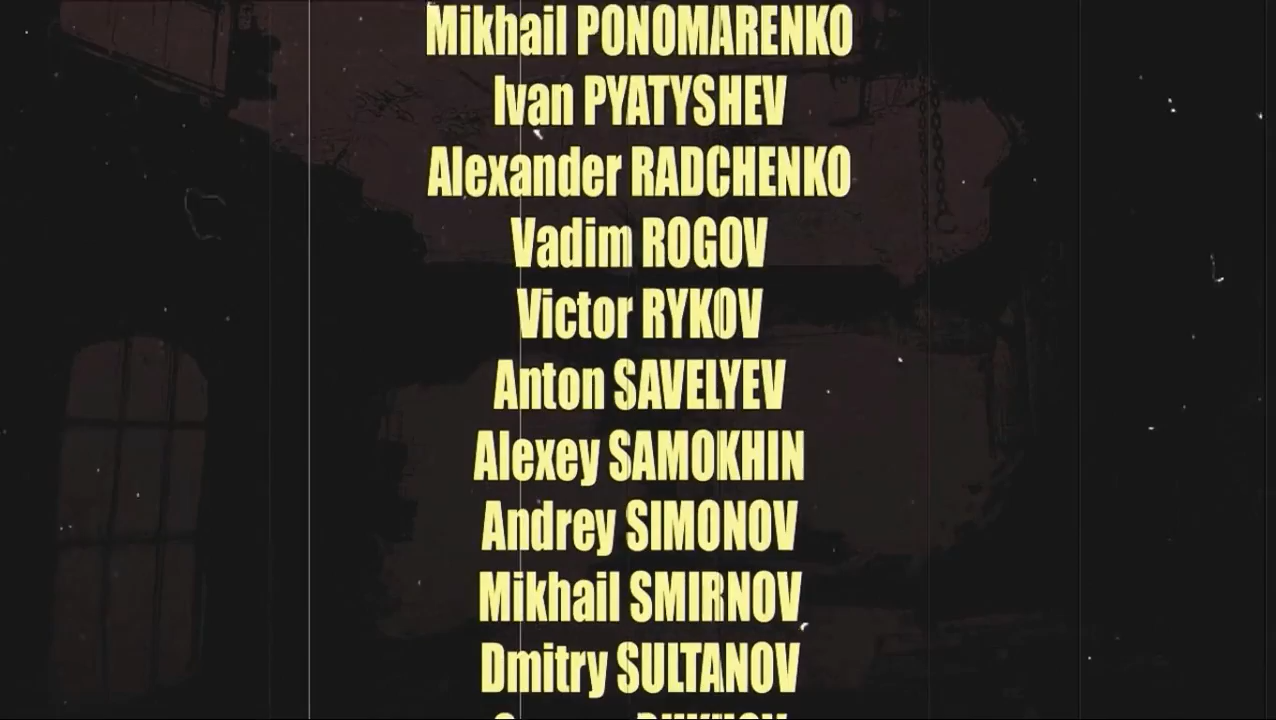 Mikhail PONOMARENKO
Ivan PYATYSHEV
Alexander RADCHENKO
Vadim ROGOV
Victor RYKOV
Anton SAVELYEV
Alexey SAMOKHIN
Andrey SIMONOV
Mikhail SMIRNOV
Dmitry SULTANOV